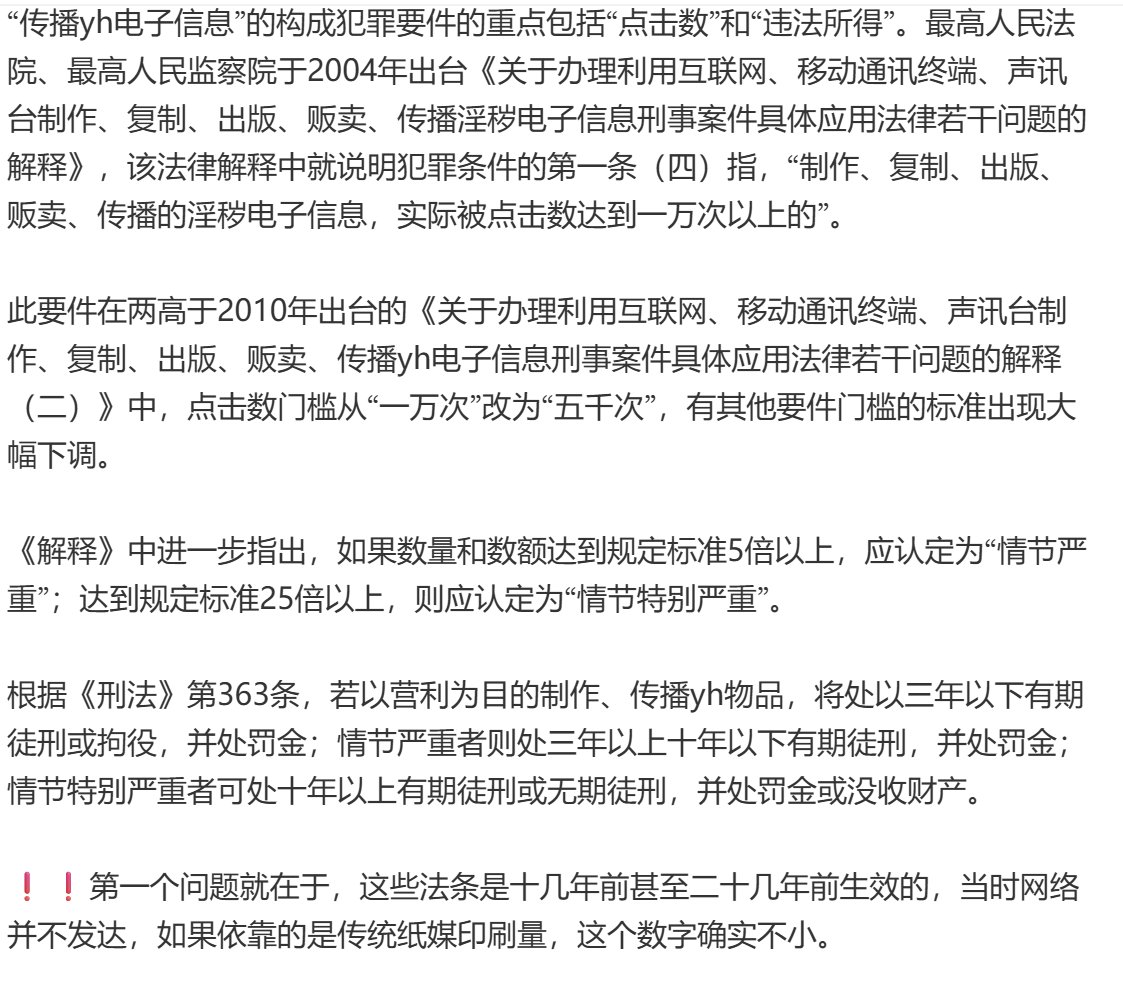 “传播yh电子信息”的构成犯罪要件的重点包括“点击数”和“违法所得”。最高人民法
院、最高人民监察院于2004年出台《关于办理利用互联网、移动通讯终端、声讯
台制作、复制、出版、贩卖、传播淫秽电子信息刑事案件具体应用法律若干问题的
解释》，该法律解释中就说明犯罪条件的第一条（四）指，“制作、复制、出版、
贩卖、传播的淫秽电子信息，实际被点击数达到一万次以上的”。
此要件在两高于2010年出台的《关于办理利用互联网、移动通讯终端、声讯台制
作、复制、出版、贩卖、传播yh电子信息刑事案件具体应用法律若干问题的解释
（二）》中，点击数门槛从“一万次”改为“五千次”，有其他要件门槛的标准出现大
幅下调。
《解释》中进一步指出，如果数量和数额达到规定标准5倍以上，应认定为“情节严
重”；达到规定标准25倍以上，则应认定为“情节特别严重”。
根据《刑法》第363条，若以营利为目的制作、传播yh物品，将处以三年以下有期
徒刑或拘役，并处罚金；情节严重者则处三年以上十年以下有期徒刑，并处罚金；
情节特别严重者可处十年以上有期徒刑或无期徒刑，并处罚金或没收财产。
❗❗第一个问题就在于，这些法条是十几年前甚至二十几年前生效的，当时网络
并不发达，如果依靠的是传统纸媒印刷量，这个数字确实不小。